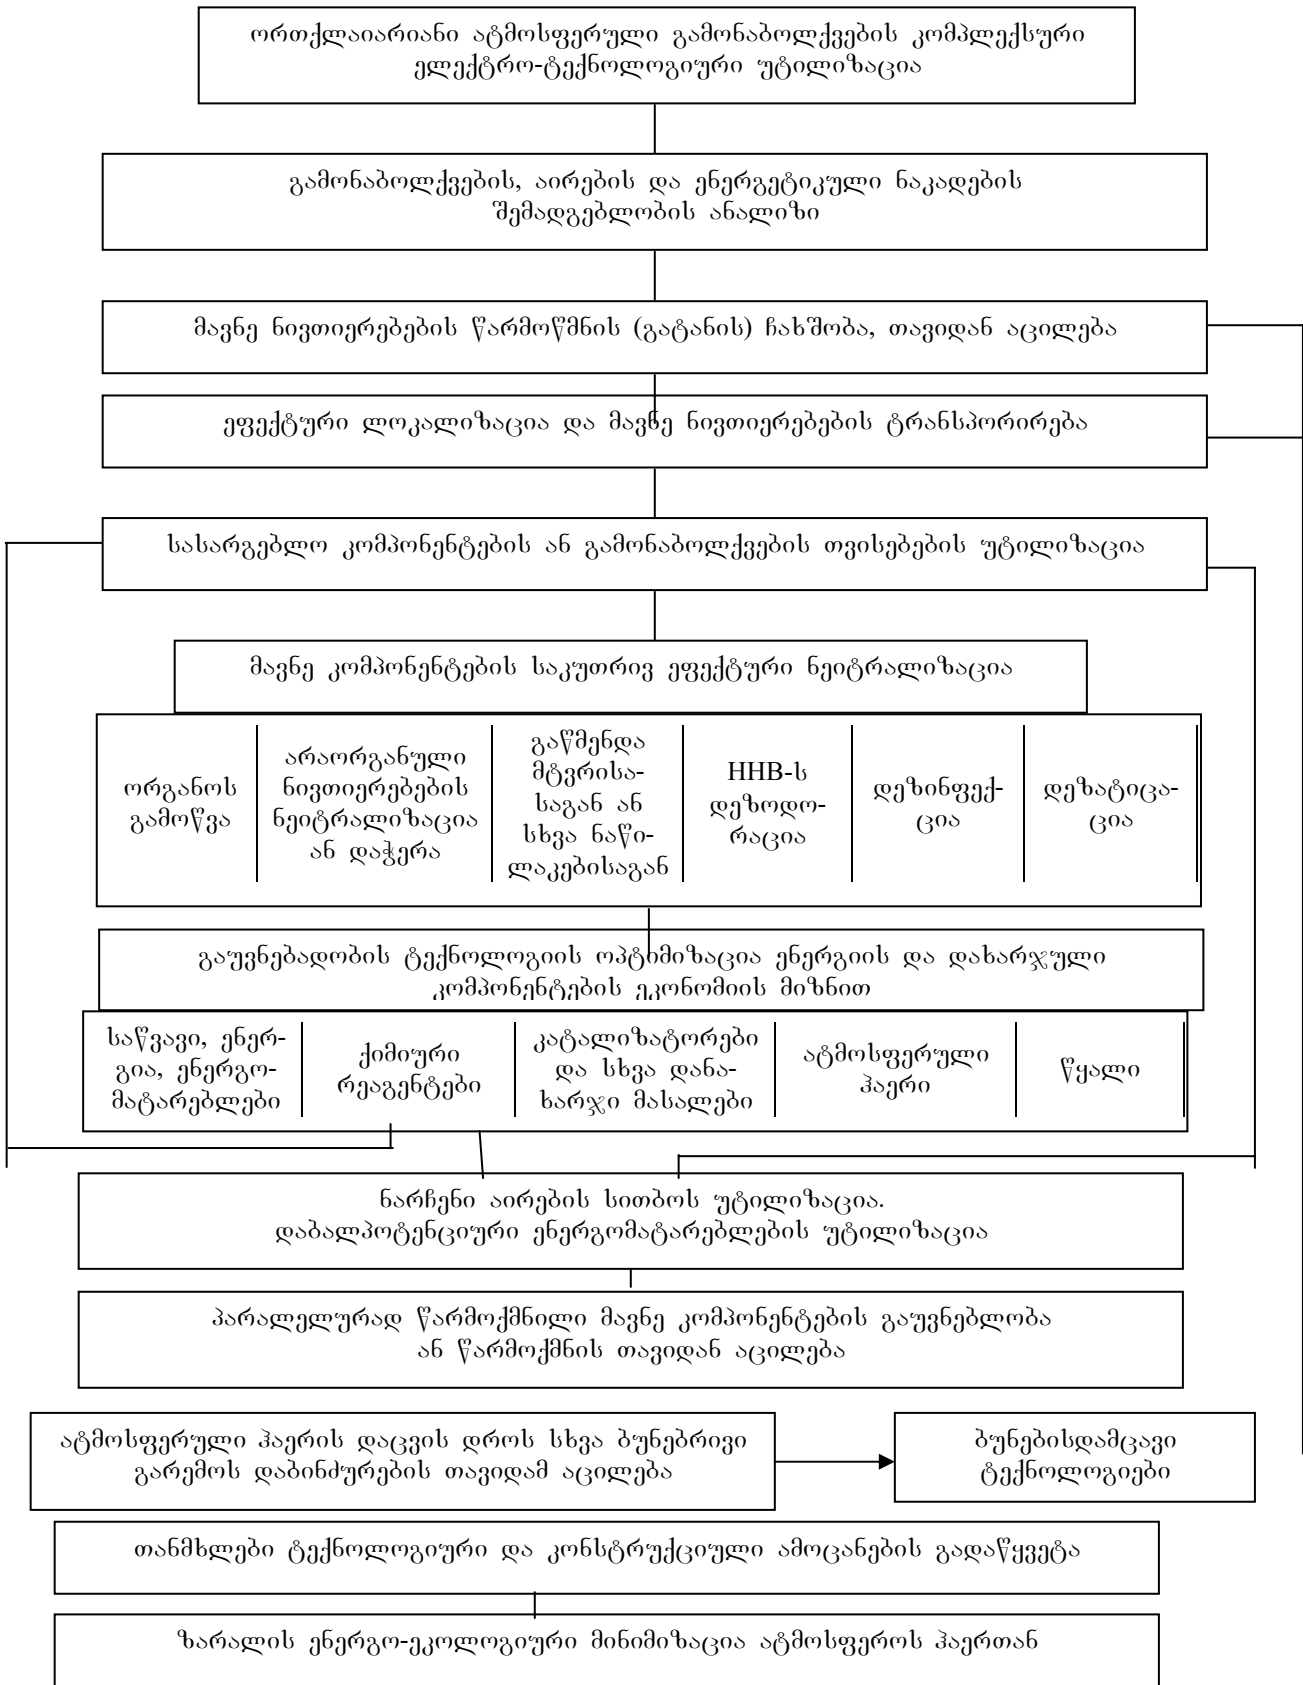 ორთქლაიარიანი ატმოსფერული გამონაბოლქვების კომპლექსური
ელექტრო-ტექნოლოგიური უტილიზაცია
გამონაბოლქვების, აირების და ენერგეტიკული ნაკადების
შემადგებლობის ანალიზი
მავნე ნივთიერებების წარმოწმნის (გატანის) ჩახშობა, თავიდან აცილება
ეფექტური ლოკალიზაცია და მავნე ნივთიერებების ტრანსპორირება
სასარგებლო კომპონენტების ან გამონაბოლქვების თვისებების უტილიზაცია
მავნე კომპონენტების საკუთრივ ეფექტური ნეიტრალიზაცია
ორგანოს
გამოწვა
არაორგანული
ნივთიერებების
ნეიტრალიზაცია
ან დაჭერა
გაწმენდა
მტვრისა-
საგან ან
სხვა ნაწი-
ლაკებისაგან
HHB-ს
დეზოდო-
რაცია
დეზინფექ-
ცია
დეზატიცა-
ცია
გაუვნებადობის ტექნოლოგიის ოპტიმიზაცია ენერგიის და დახარჯული
კომპონენტების ეკონომიის მიზნით
საწვავი, ენერ-
გია, ენერგო-
მატარებლები
ქიმიური
რეაგენტები
კატალიზატორები
და სხვა დანა-
ხარჯი მასალები
ატმოსფერული
ჰაერი
წყალი
ნარჩენი აირების სითბოს უტილიზაცია.
დაბალპოტენციური ენერგომატარებლების უტილიზაცია
პარალელურად წარმოქმნილი მავნე კომპონენტების გაუვნებლობა
ან წარმოქმნის თავიდან აცილება
ატმოსფერული ჰაერის დაცვის დროს სხვა ბუნებრივი
გარემოს დაბინძურების თავიდამ აცილება
ბუნებისდამცავი
ტექნოლოგიები
თანმხლები ტექნოლოგიური და კონსტრუქციული ამოცანების გადაწყვეტა
ზარალის ენერგო-ეკოლოგიური მინიმიზაცია ატმოსფეროს ჰაერთან